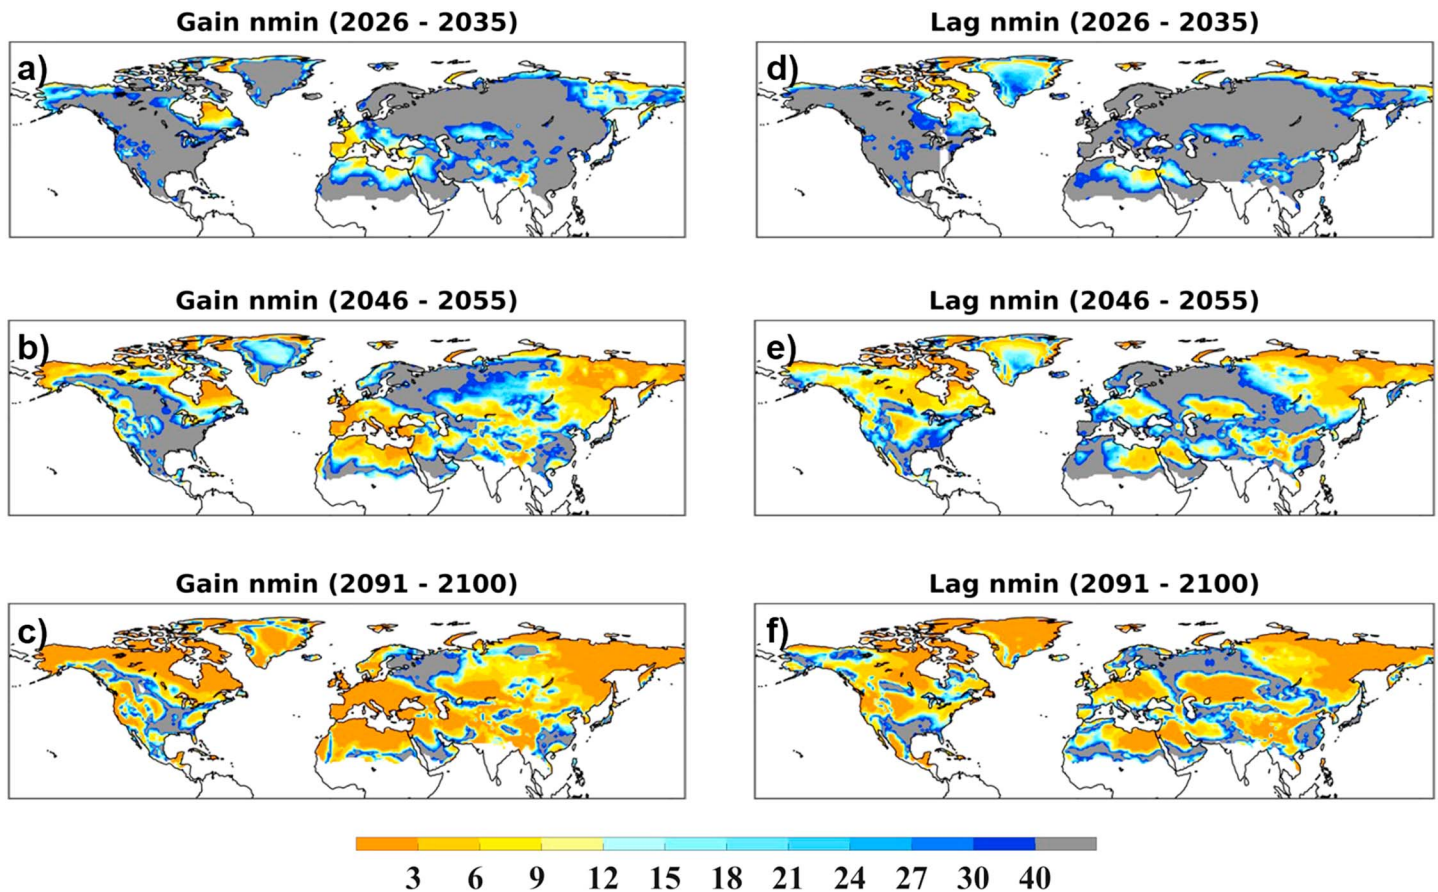 Gain nmin (2026 - 2035)
Lag nmin (2026 - 2035)
a)
d)
Gain nmin (2046 - 2055)
Lag nmin (2046 - 2055)
b)
e)
Gain nmin (2091 - 2100)
Lag nmin (2091 - 2100)
c)
f)
3 6 9 12 15 18 21 24 27 30 40